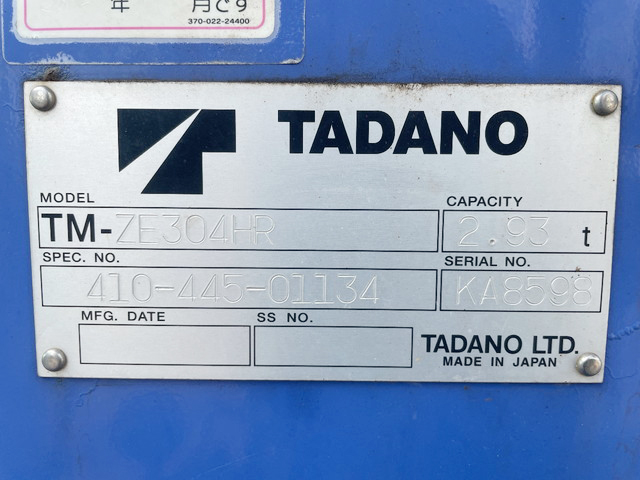 年 月です
370-022-24400
TADANO
MODEL
TM-ZE304HR
CAPACITY
2.93 t
SPEC. NO.
410-445-01134
SERIAL NO.
KA8598
MFG. DATE
SS NO.
TADANO LTD.
MADE IN JAPAN